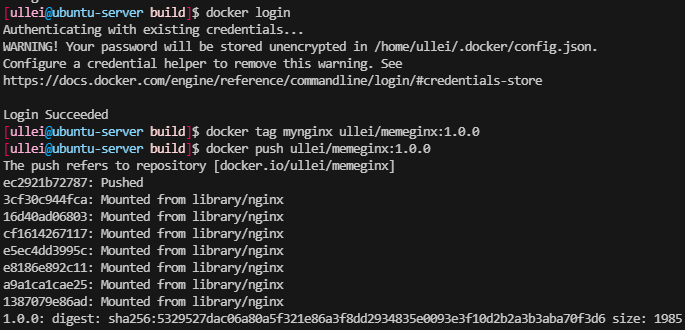 [ullei@ubuntu-server build]$ docker login
Authenticating with existing credentials...
WARNING! Your password will be stored unencrypted in /home/ullei/.docker/config.json.
Configure a credential helper to remove this warning. See
https://docs.docker.com/engine/reference/commandline/login/#credentials-store

Login Succeeded
[ullei@ubuntu-server build]$ docker tag mynginx ullei/memeginx:1.0.0
[ullei@ubuntu-server build]$ docker push ullei/memeginx:1.0.0
The push refers to repository [docker.io/ullei/memeginx]
ec2921b72787: Pushed
3cf30c944fca: Mounted from library/nginx
16d40ad06803: Mounted from library/nginx
cf1614267117: Mounted from library/nginx
e5ec4dd3995c: Mounted from library/nginx
e8186e892c11: Mounted from library/nginx
a9a1ca1cae25: Mounted from library/nginx
1387079e86ad: Mounted from library/nginx
1.0.0: digest: sha256:5329527dac06a80a5f321e86a3f8dd2934835e0093e3f10d2b2a3b3aba70f3d6 size: 1985